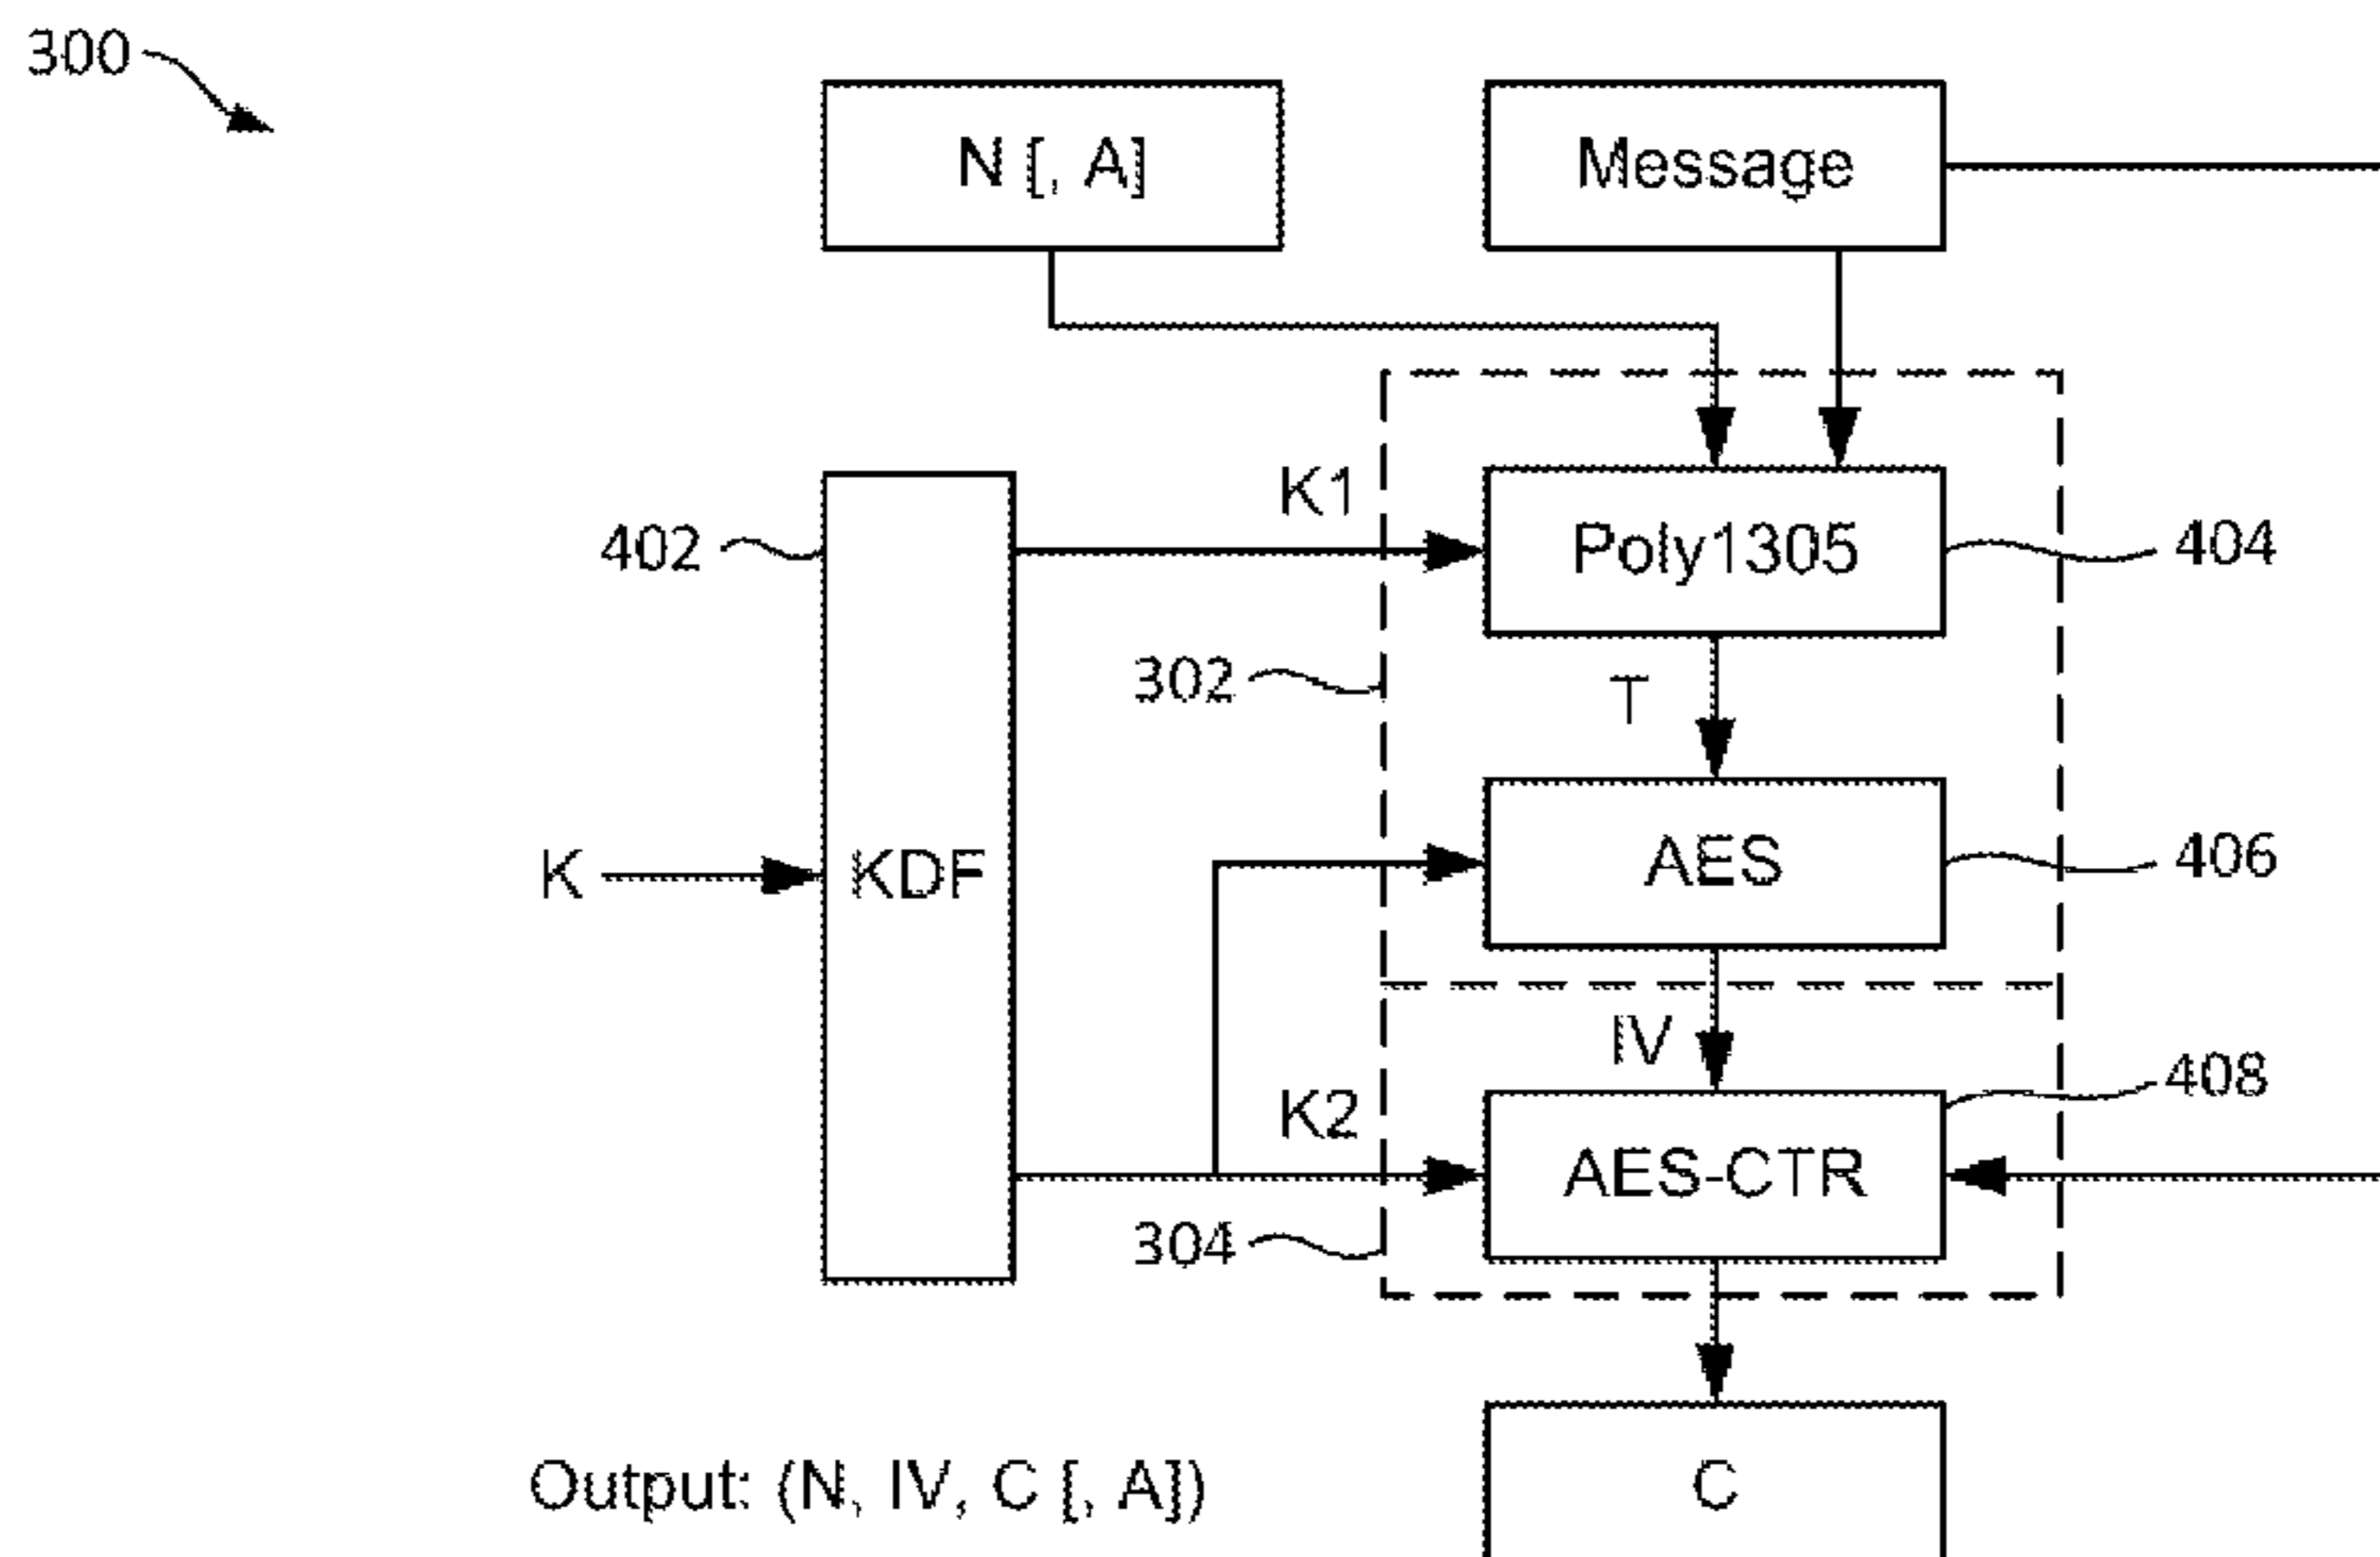 300
N [, A]
Message
K1
402
Poly1305
404
302
T
K
KDF
AES
406
IV
408
K2
AES-CTR
304
Output: (N, IV, C [, A])
C